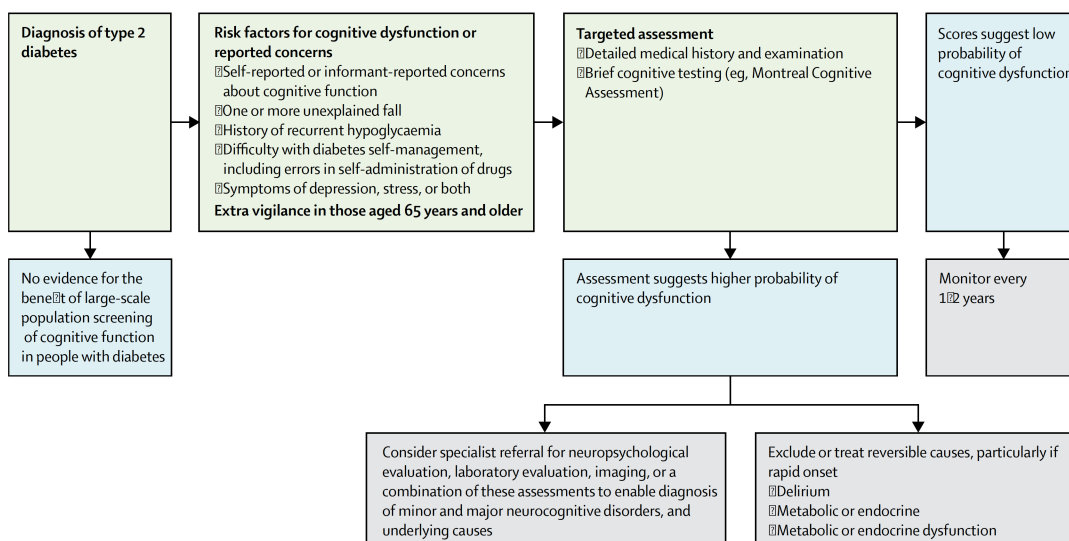 Diagnosis of type 2
diabetes
Risk factors for cognitive dysfunction or
reported concerns
Self-reported or informant-reported concerns
about cognitive function
One or more unexplained fall
History of recurrent hypoglycaemia
Difficulty with diabetes self-management,
including errors in self-administration of drugs
Symptoms of depression, stress, or both
Extra vigilance in those aged 65 years and older
Targeted assessment
Detailed medical history and examination
Brief cognitive testing (eg, Montreal Cognitive
Assessment)
Scores suggest low
probability of
cognitive dysfunction
No evidence for the
bene⍰t of large-scale
population screening
of cognitive function
in people with diabetes
Assessment suggests higher probability of
cognitive dysfunction
Monitor every
1⍰2 years
Consider specialist referral for neuropsychological
evaluation, laboratory evaluation, imaging, or a
combination of these assessments to enable diagnosis
of minor and major neurocognitive disorders, and
underlying causes
Exclude or treat reversible causes, particularly if
rapid onset
Delirium
Metabolic or endocrine
Metabolic or endocrine dysfunction